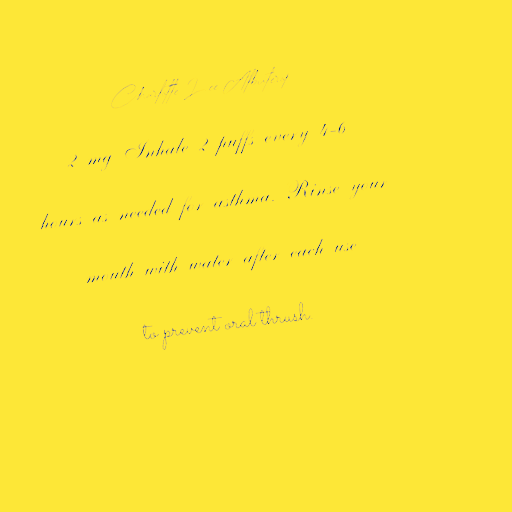 2 mg Inhale 2 puffs every 4-6
hours as needed for asthma. Rinse your
mouth with water after each use
to prevent oral thrush